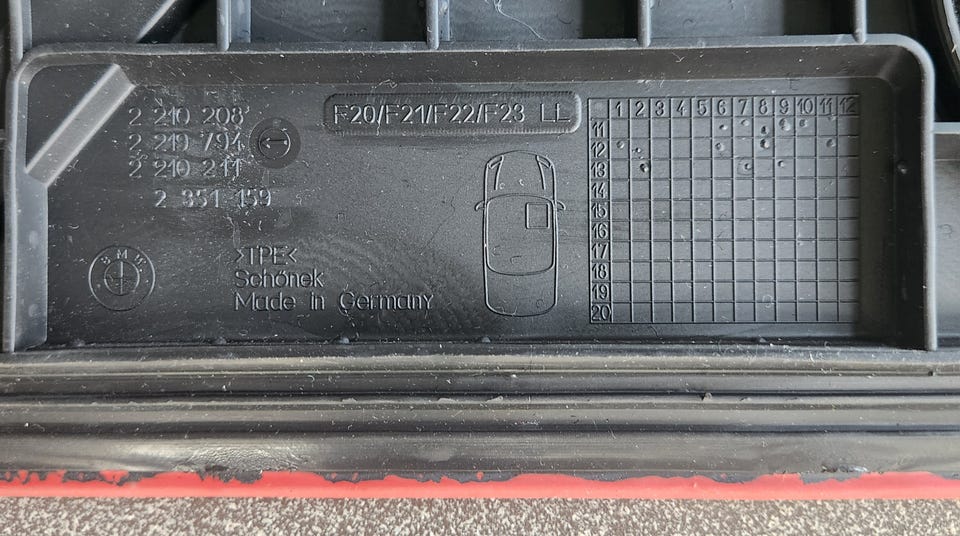 2 210 208
2 219 794
2 210 211
2 351 159
F20/F21/F22/F23 LL
BMW
>TPE<
Schönek
Made in Germany
1 2 3 4 5 6 7 8 9 10 11 12
11
12
13
14
15
16
17
18
19
20